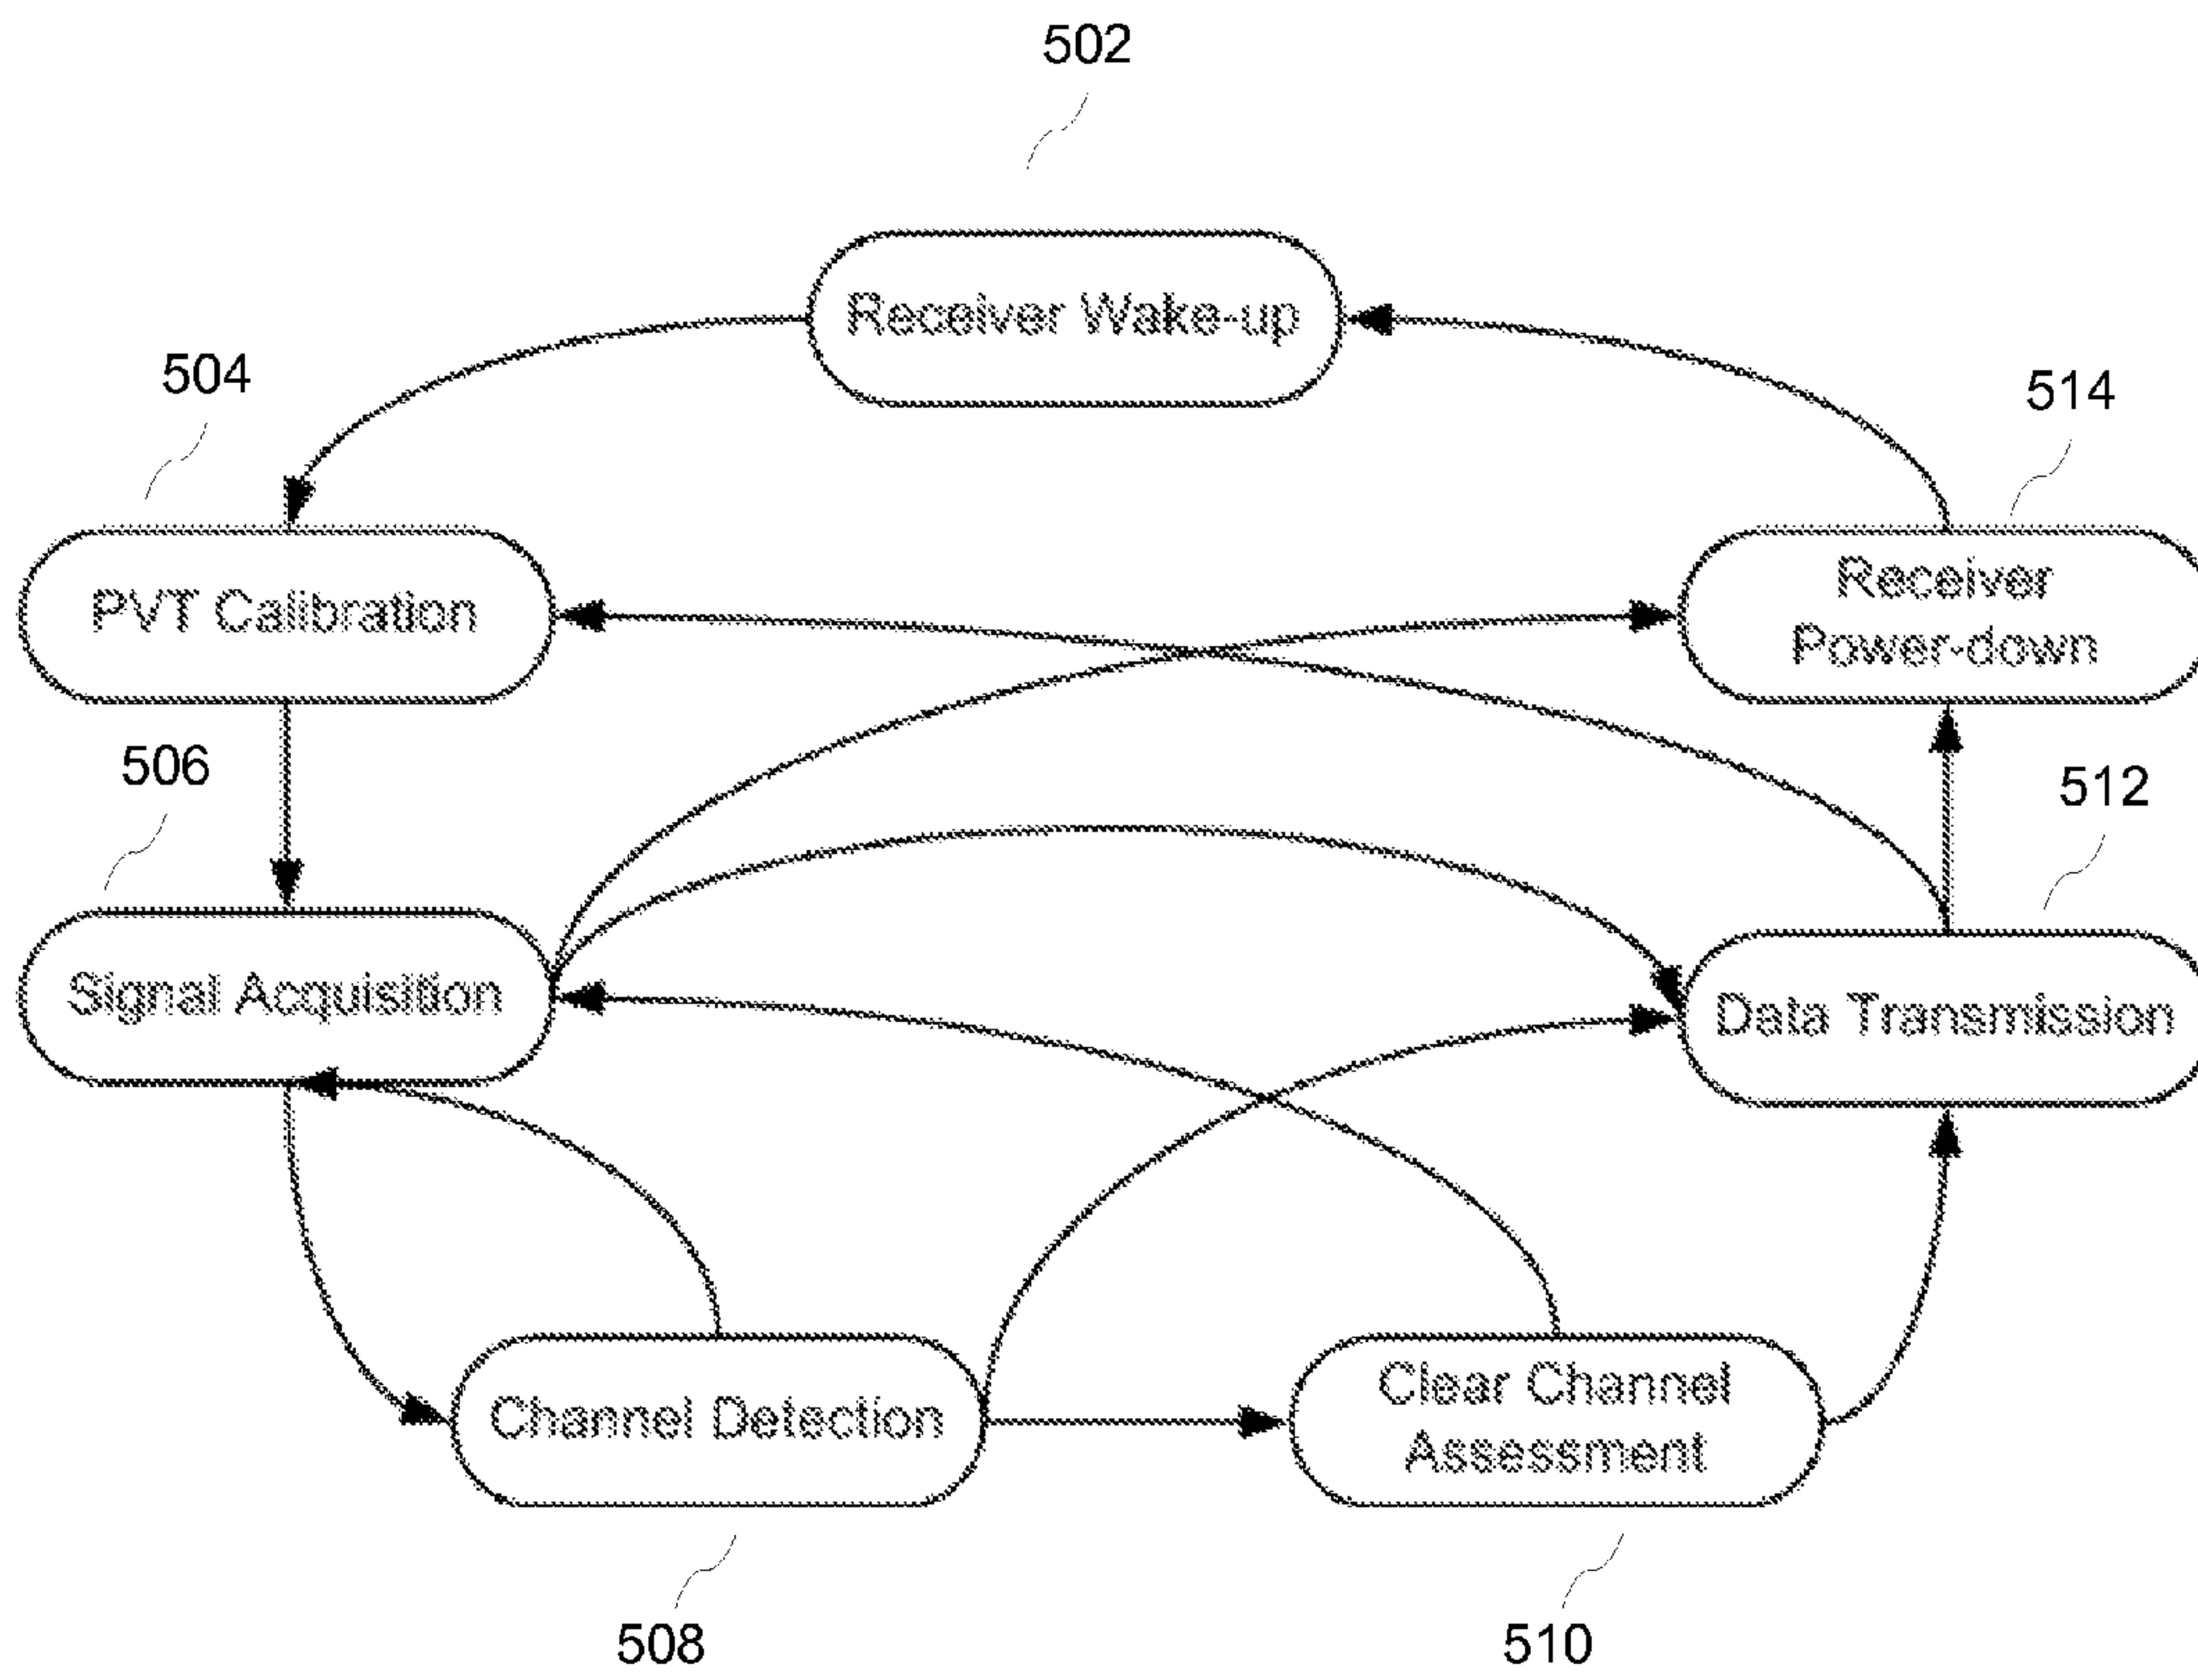 502
Receiver Wake-up
504
514
PVT Calibration
Receiver
Power-down
506
512
Signal Acquisition
Data Transmission
Channel Detection
Clear Channel
Assessment
508
510